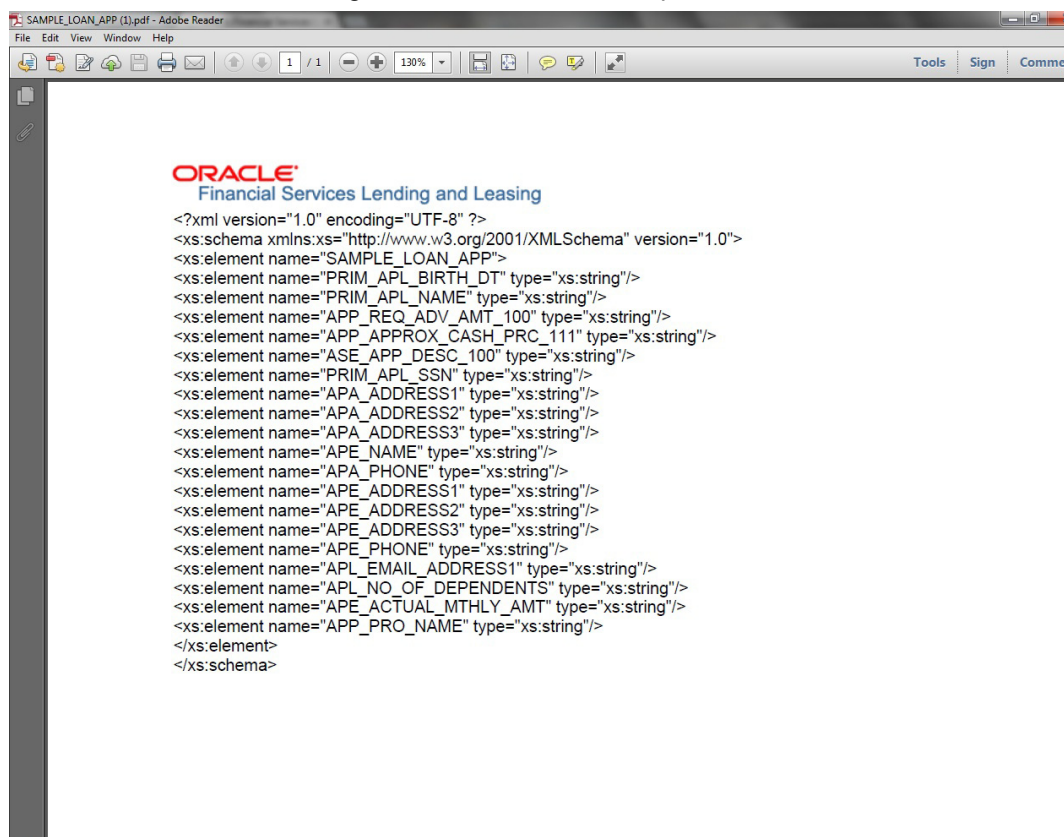 SAMPLE_LOAN_APP (1).pdf - Adobe Reader
File Edit View Window Help
1 / 1 130% Tools Sign Comme
ORACLE
Financial Services Lending and Leasing
<?xml version="1.0" encoding="UTF-8" ?>
<xs:schema xmlns:xs="http://www.w3.org/2001/XMLSchema" version="1.0">
<xs:element name="SAMPLE_LOAN_APP">
<xs:element name="PRIM_APL_BIRTH_DT" type="xs:string"/>
<xs:element name="PRIM_APL_NAME" type="xs:string"/>
<xs:element name="APP_REQ_ADV_AMT_100" type="xs:string"/>
<xs:element name="APP_APPROX_CASH_PRC_111" type="xs:string"/>
<xs:element name="ASE_APP_DESC_100" type="xs:string"/>
<xs:element name="PRIM_APL_SSN" type="xs:string"/>
<xs:element name="APA_ADDRESS1" type="xs:string"/>
<xs:element name="APA_ADDRESS2" type="xs:string"/>
<xs:element name="APA_ADDRESS3" type="xs:string"/>
<xs:element name="APE_NAME" type="xs:string"/>
<xs:element name="APA_PHONE" type="xs:string"/>
<xs:element name="APE_ADDRESS1" type="xs:string"/>
<xs:element name="APE_ADDRESS2" type="xs:string"/>
<xs:element name="APE_ADDRESS3" type="xs:string"/>
<xs:element name="APE_PHONE" type="xs:string"/>
<xs:element name="APL_EMAIL_ADDRESS1" type="xs:string"/>
<xs:element name="APL_NO_OF_DEPENDENTS" type="xs:string"/>
<xs:element name="APE_ACTUAL_MTHLY_AMT" type="xs:string"/>
<xs:element name="APP_PRO_NAME" type="xs:string"/>
</xs:element>
</xs:schema>